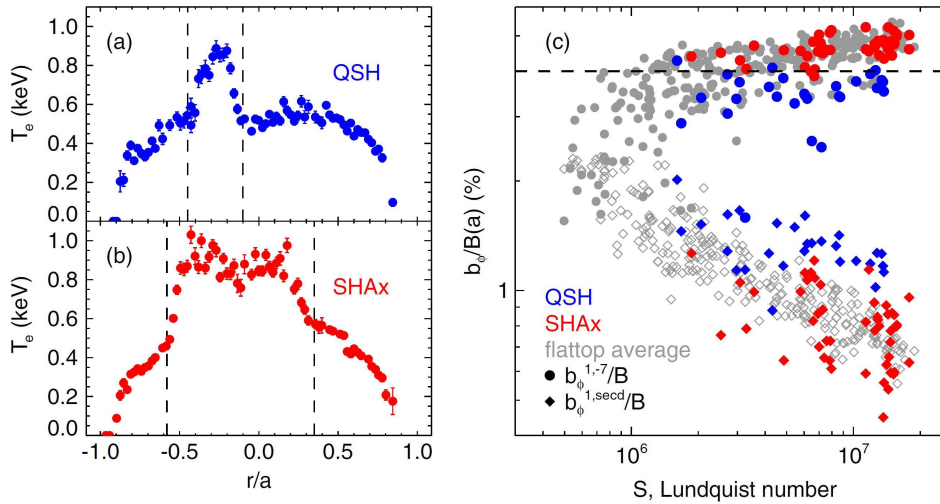 (a)
QSH
T_e (keV)
1.0
0.8
0.6
0.4
0.2
0.0
(b)
SHAx
T_e (keV)
1.0
0.8
0.6
0.4
0.2
0.0
-1.0 -0.5 0.0 0.5 1.0
r/a
(c)
b_ϕ/B(a) (%)
1
QSH
SHAx
flattop average
b_ϕ^{1,-7}/B
b_ϕ^{1,secd}/B
10^6 10^7
S, Lundquist number